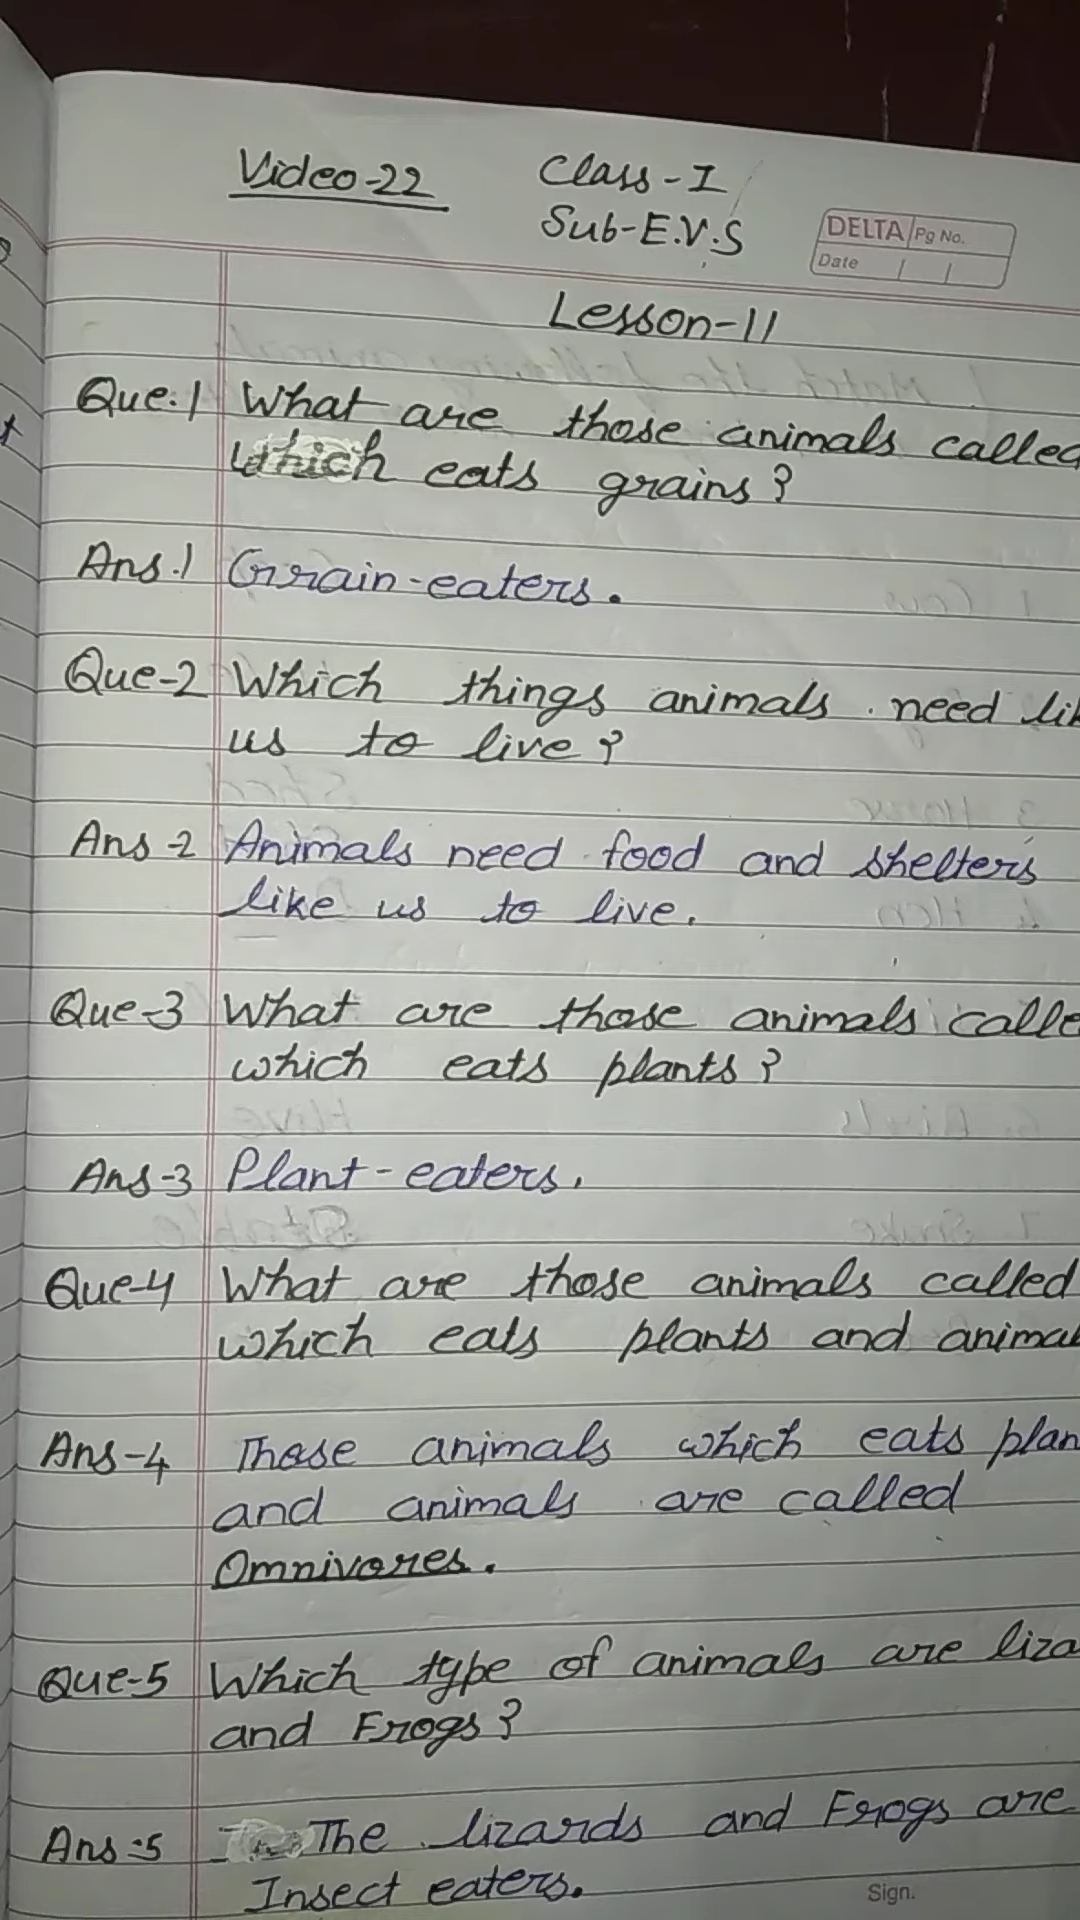 Video-22
Class-I
Sub-E.V.S
DELTA Pg No.
Date
Lesson-11
Que.1 What are those animals called
which eats grains?
Ans.1 Grain-eaters.
Que-2 Which things animals need
us to live?
Ans-2 Animals need food and shelters
like us to live.
Que-3 What are those animals
which eats plants?
Ans-3 Plant-eaters.
Que-4 What are those animals called
which eats plants and
Ans-4 These animals which eats
and animals are called
Omnivores.
Que-5 Which type of animals are
and Frogs?
Ans-5 The lizards and Frogs are
Insect eaters.
Sign.